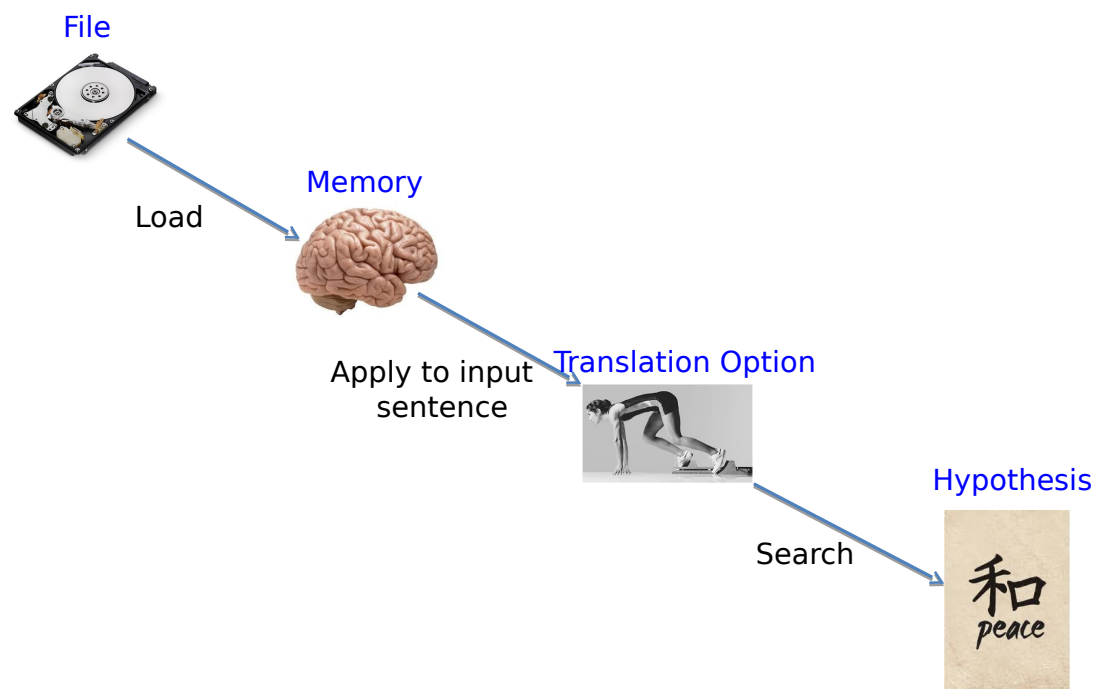 File
Memory
Load
Translation Option
Apply to input
sentence
Hypothesis
Search
和
peace